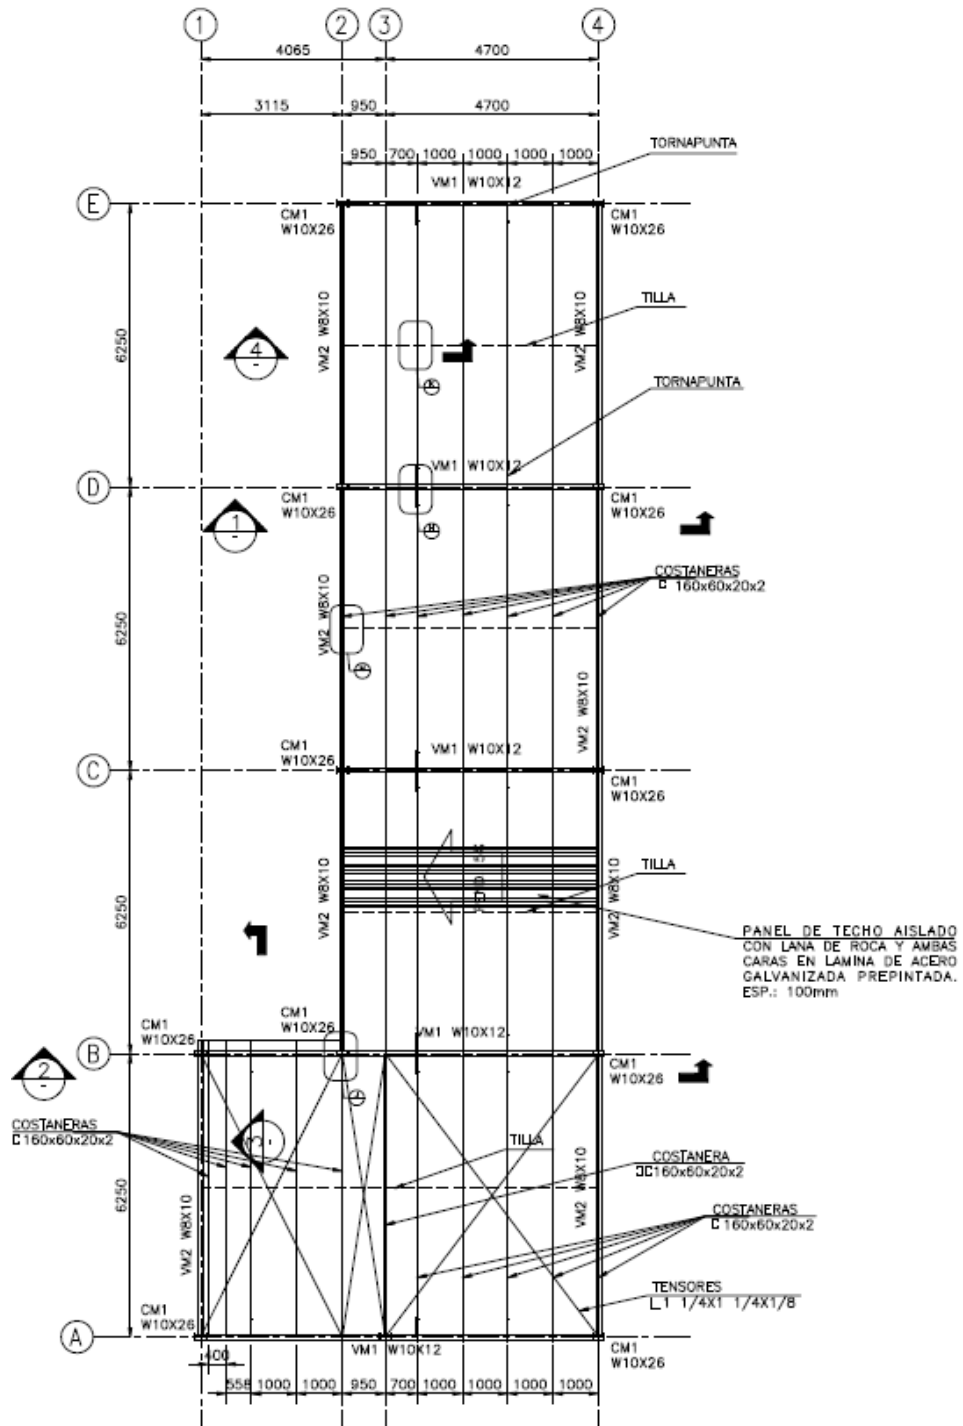 1 2 3 4
4065 4700
3115 950 4700
950 700 1000 1000 1000 1000
TORNAPUNTA
VM1 W10X12
E
CM1
W10X26
CM1
W10X26
TILLA
VM2 W8X10
VM2 W8X10
6250
4
-
TORNAPUNTA
VM1 W10X12
D
CM1
W10X26
CM1
W10X26
1
-
COSTANERAS
C 160x60x20x2
VM2 W8X10
6250
VM2 W8X10
CM1
W10X26
VM1 W10X12
C
CM1
W10X26
TILLA
VM2 W8X10
VM2 W8X10
6250
PANEL DE TECHO AISLADO
CON LANA DE ROCA Y AMBAS
CARAS EN LAMINA DE ACERO
GALVANIZADA PREPINTADA.
ESP.: 100mm
CM1
W10X26
CM1
W10X26
VM1 W10X12
B
CM1
W10X26
2
-
COSTANERAS
C 160x60x20x2
3
-
TILLA
COSTANERA
160x60x20x2
VM2 W8X10
6250
VM2 W8X10
COSTANERAS
C 160x60x20x2
TENSORES
L1 1/4X1 1/4X1/8
CM1
W10X26
A
VM1 W10X12
CM1
W10X26
400
558 1000 1000 950 700 1000 1000 1000 1000